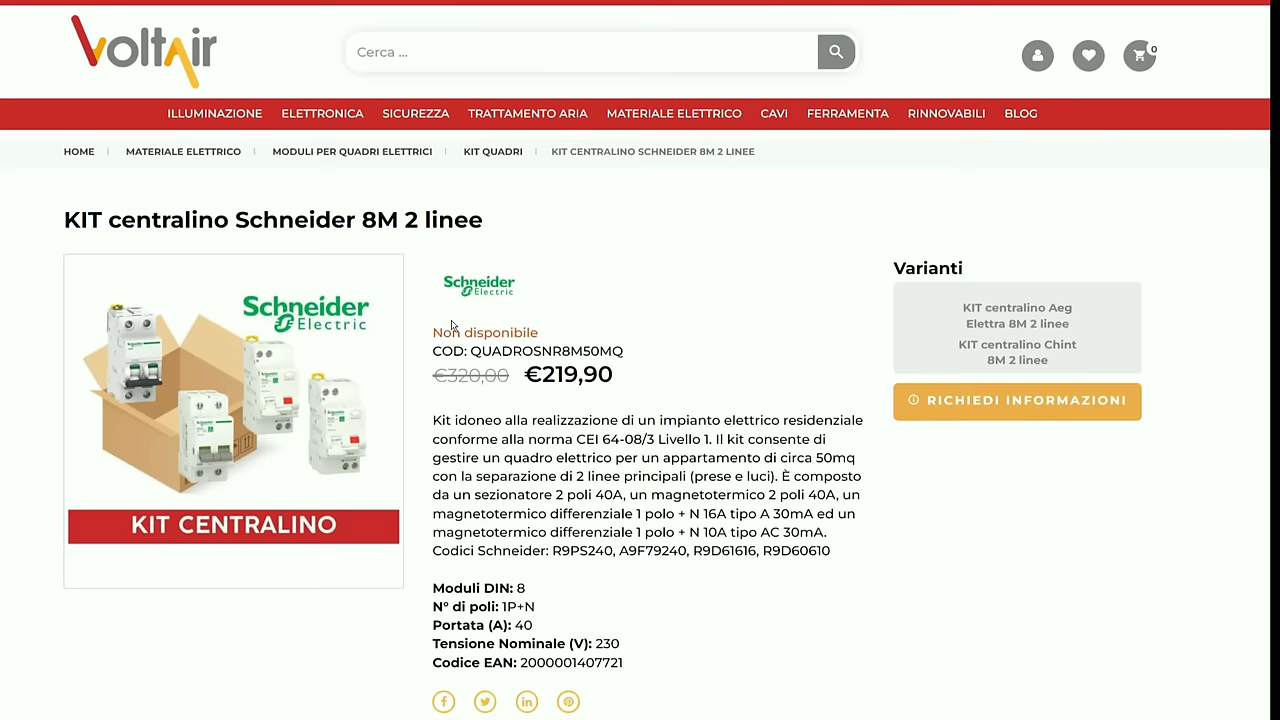 voltair
Cerca ...
0
ILLUMINAZIONE ELETTRONICA SICUREZZA TRATTAMENTO ARIA MATERIALE ELETTRICO CAVI FERRAMENTA RINNOVABILI BLOG
HOME MATERIALE ELETTRICO MODULI PER QUADRI ELETTRICI KIT QUADRI KIT CENTRALINO SCHNEIDER 8M 2 LINEE
KIT centralino Schneider 8M 2 linee
Schneider
Electric
KIT CENTRALINO
Schneider
Electric
Non disponibile
COD: QUADROSNR8M50MQ
€320,00 €219,90
Kit idoneo alla realizzazione di un impianto elettrico residenziale
conforme alla norma CEI 64-08/3 Livello 1. Il kit consente di
gestire un quadro elettrico per un appartamento di circa 50mq
con la separazione di 2 linee principali (prese e luci). È composto
da un sezionatore 2 poli 40A, un magnetotermico 2 poli 40A, un
magnetotermico differenziale 1 polo + N 16A tipo A 30mA ed un
magnetotermico differenziale 1 polo + N 10A tipo AC 30mA.
Codici Schneider: R9PS240, A9F79240, R9D61616, R9D60610
Moduli DIN: 8
N° di poli: 1P+N
Portata (A): 40
Tensione Nominale (V): 230
Codice EAN: 2000001407721
Varianti
KIT centralino Aeg
Elettra 8M 2 linee
KIT centralino Chint
8M 2 linee
RICHIEDI INFORMAZIONI